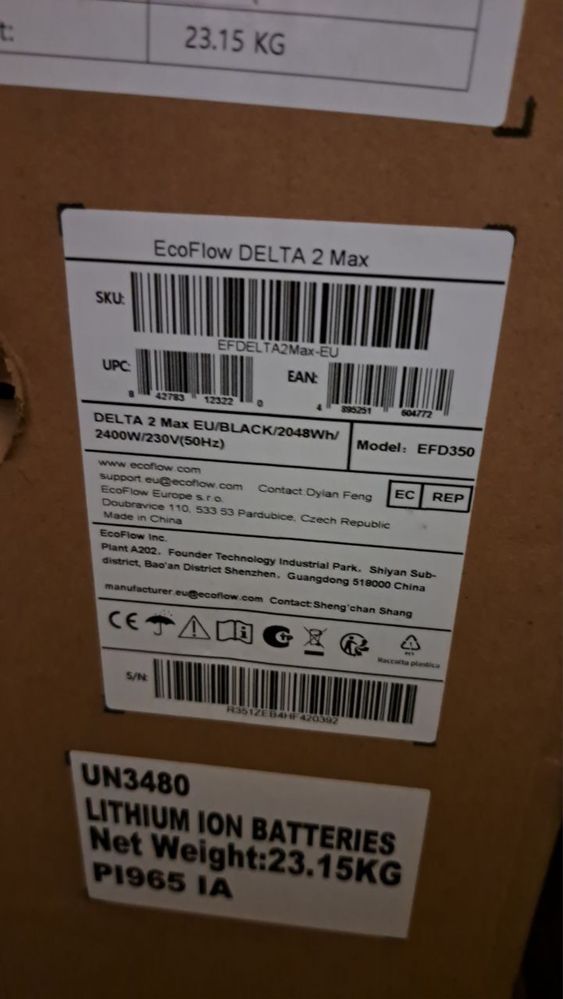 t:
23.15 KG
EcoFlow DELTA 2 Max
SKU:
EFDELTA2Max-EU
UPC:
8 42783 12322 0
EAN:
4 895251 604772
DELTA 2 Max EU/BLACK/2048Wh/
2400W/230V(50Hz)
Model: EFD350
www.ecoflow.com
support.eu@ecoflow.com Contact:Dylan Feng
EC REP
EcoFlow Europe s.r.o.
Doubravice 110, 533 53 Pardubice, Czech Republic
Made in China
EcoFlow Inc.
Plant A202, Founder Technology Industrial Park, Shiyan Sub-
district, Bao'an District Shenzhen, Guangdong 518000 China
manufacturer.eu@ecoflow.com Contact:Sheng'chan Shang
CE
Raccolta plastica
S/N:
R351ZEB4HF420392
UN3480
LITHIUM ION BATTERIES
Net Weight:23.15KG
PI965 IA